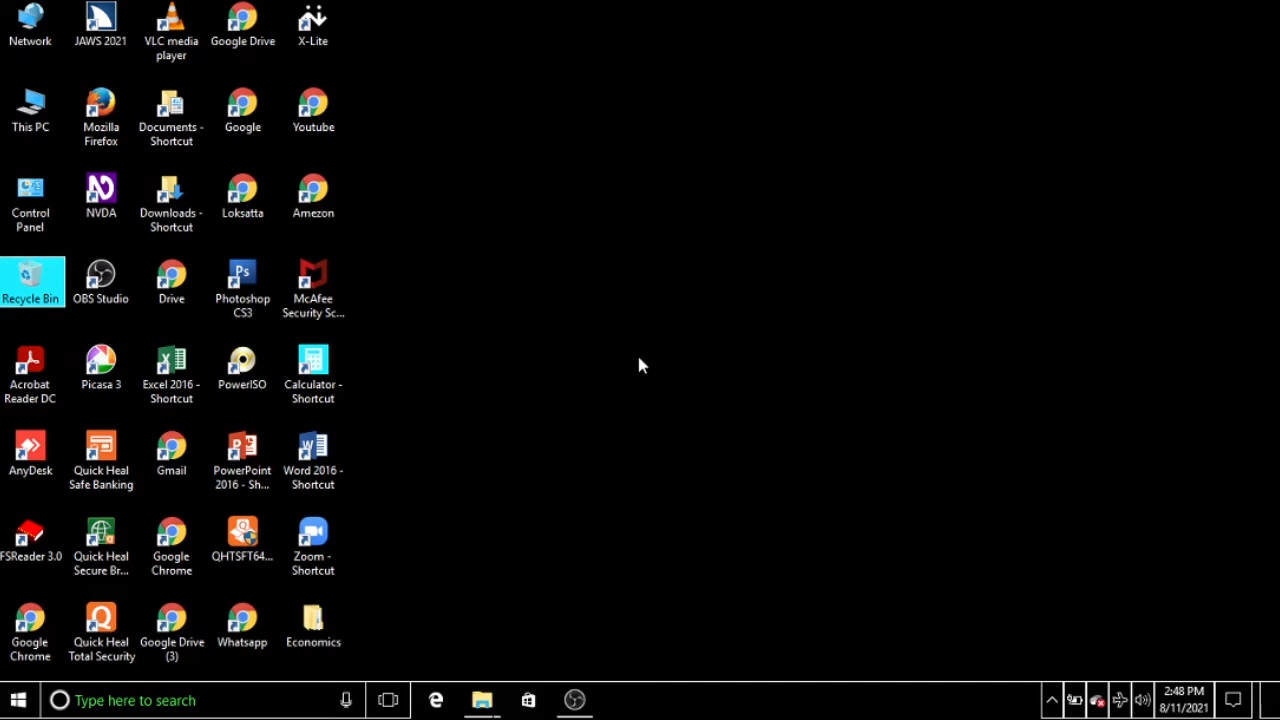 Network
JAWS 2021
VLC media
player
Google Drive
X-Lite
This PC
Mozilla
Firefox
Documents -
Shortcut
Google
Youtube
Control
Panel
NVDA
Downloads -
Shortcut
Loksatta
Amezon
Recycle Bin
OBS Studio
Drive
Photoshop
CS3
McAfee
Security Sc...
Acrobat
Reader DC
Picasa 3
Excel 2016 -
Shortcut
PowerISO
Calculator -
Shortcut
AnyDesk
Quick Heal
Safe Banking
Gmail
PowerPoint
2016 - Sh...
Word 2016 -
Shortcut
FSReader 3.0
Quick Heal
Secure Br...
Google
Chrome
QHTSFT64...
Zoom -
Shortcut
Google
Chrome
Quick Heal
Total Security
Google Drive
(3)
Whatsapp
Economics
Type here to search
2:48 PM
8/11/2021